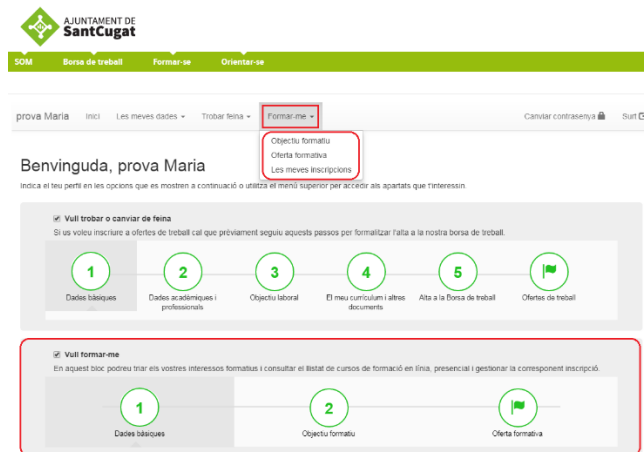 AJUNTAMENT DE
SantCugat
SOM Borsa de treball Formar-se Orientar-se
prova Maria Inici Les meves dades Trobar feina Formar-me Canviar contrasenya Surt
Objectiu formatiu
Oferta formativa
Les meves inscripcions
Benvinguda, prova Maria
Indica el teu perfil en les opcions que es mostren a continuació o utilitza el menú superior per accedir als apartats que t'interessin.
Vull trobar o canviar de feina
Si us voleu inscriure a ofertes de treball cal que prèviament seguiu aquests passos per formalitzar l'alta a la nostra borsa de treball.
1 2 3 4 5
Dades bàsiques Dades acadèmiques i Objectiu laboral El meu currículum i altres Alta a la Borsa de treball Ofertes de treball
professionals documents
Vull formar-me
En aquest bloc podreu triar els vostres interessos formatius i consultar el llistat de cursos de formació en línia, presencial i gestionar la corresponent inscripció.
1 2
Dades bàsiques Objectiu formatiu Oferta formativa